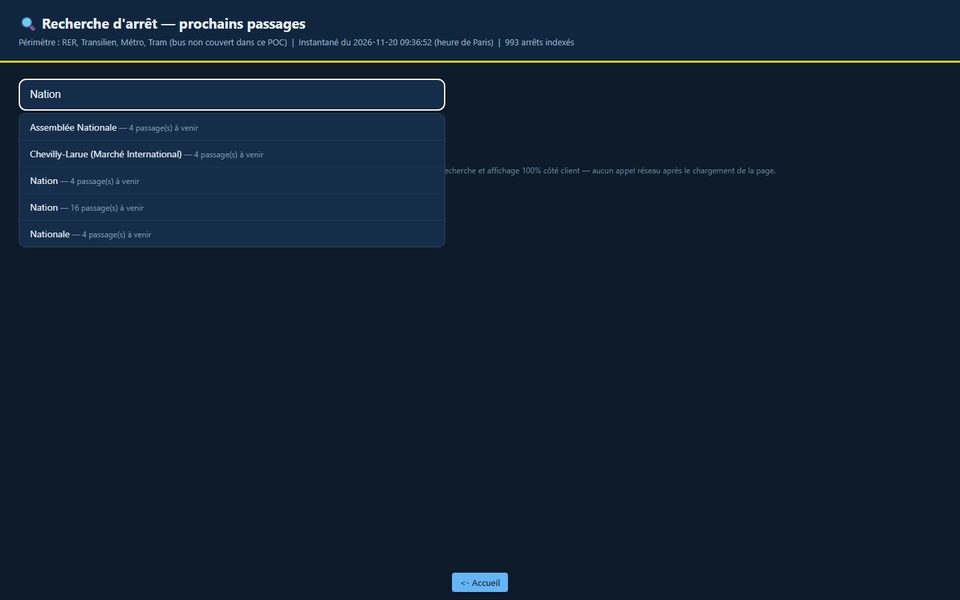 🔍 Recherche d'arrêt — prochains passages
Périmètre : RER, Transilien, Métro, Tram (bus non couvert dans ce POC) | Instantané du 2026-11-20 09:36:52 (heure de Paris) | 993 arrêts indexés
Nation
Assemblée Nationale — 4 passage(s) à venir
Chevilly-Larue (Marché International) — 4 passage(s) à venir
echerche et affichage 100% côté client — aucun appel réseau après le chargement de la page.
Nation — 4 passage(s) à venir
Nation — 16 passage(s) à venir
Nationale — 4 passage(s) à venir
<- Accueil